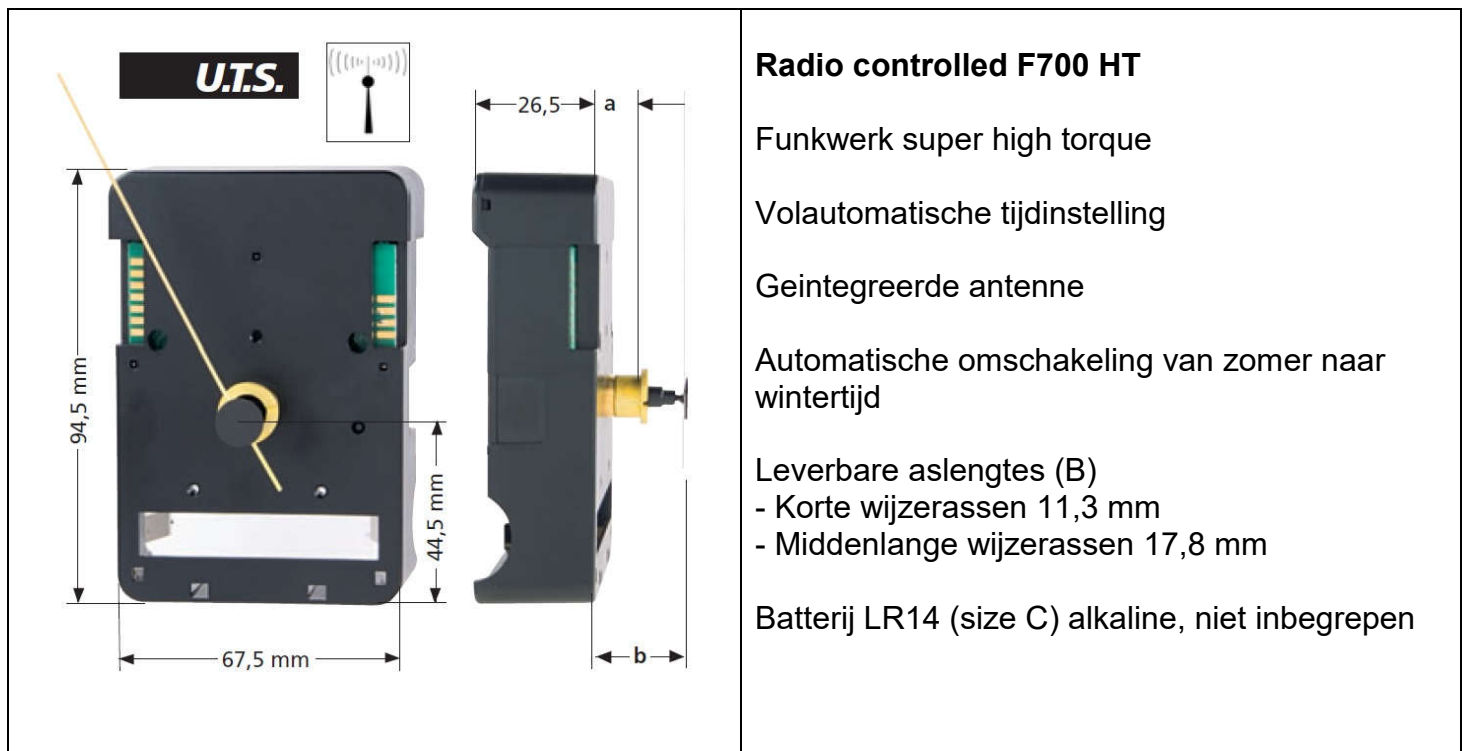 U.T.S.
26,5
a
94,5 mm
44,5 mm
67,5 mm
b
Radio controlled F700 HT
Funkwerk super high torque
Volautomatische tijdinstelling
Geintegreerde antenne
Automatische omschakeling van zomer naar
wintertijd
Leverbare aslengtes (B)
- Korte wijzerassen 11,3 mm
- Middenlange wijzerassen 17,8 mm
Batterij LR14 (size C) alkaline, niet inbegrepen